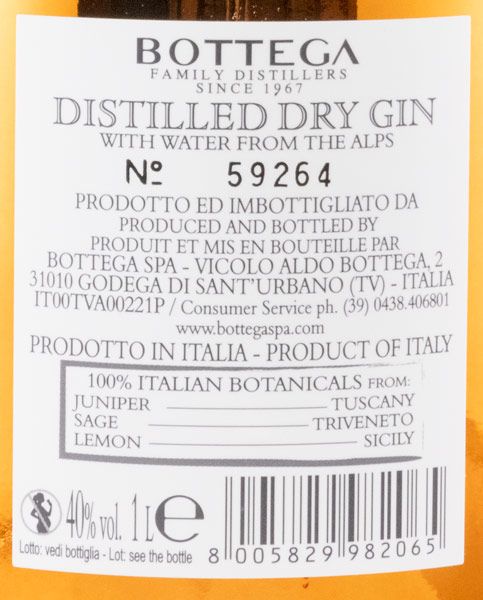 BOTTEGA
FAMILY DISTILLERS
SINCE 1967
DISTILLED DRY GIN
WITH WATER FROM THE ALPS
Nº 59264
PRODOTTO ED IMBOTTIGLIATO DA
PRODUCED AND BOTTLED BY
PRODUIT ET MIS EN BOUTEILLE PAR
BOTTEGA SPA - VICOLO ALDO BOTTEGA, 2
31010 GODEGA DI SANT'URBANO (TV) - ITALIA
IT00TVA00221P / Consumer Service ph. (39) 0438.406801
www.bottegaspa.com
PRODOTTO IN ITALIA - PRODUCT OF ITALY
100% ITALIAN BOTANICALS FROM:
JUNIPER TUSCANY
SAGE TRIVENETO
LEMON SICILY
40% vol. 1 L e
Lotto: vedi bottiglia - Lot: see the bottle
8 005829 982065